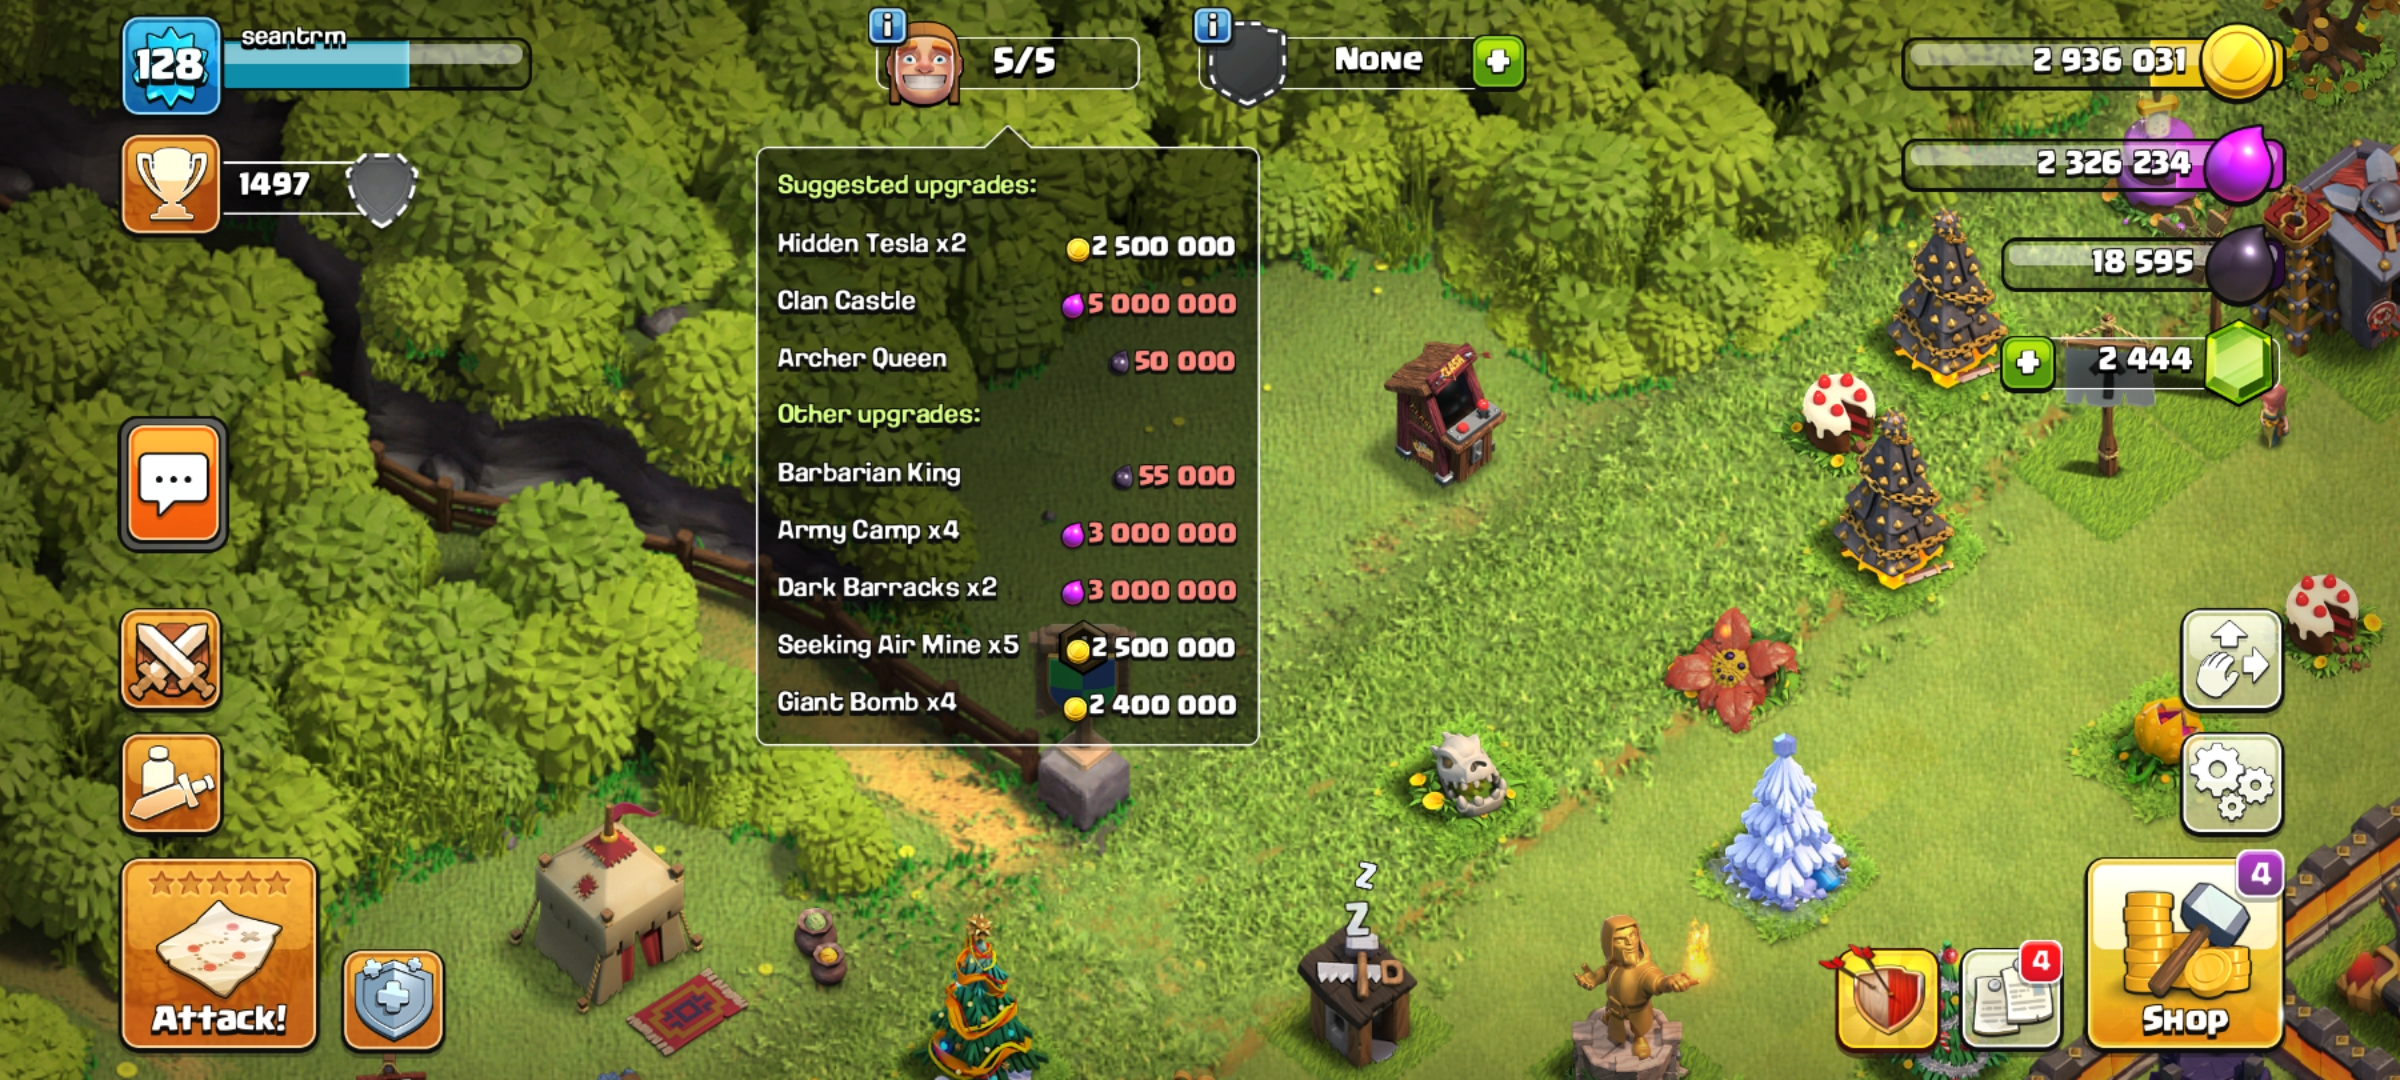 128
seantrm
5/5
None
2 936 031
1497
2 326 234
18 595
2 444
Suggested upgrades:
Hidden Tesla x2 2 500 000
Clan Castle 5 000 000
Archer Queen 50 000
Other upgrades:
Barbarian King 55 000
Army Camp x4 3 000 000
Dark Barracks x2 3 000 000
Seeking Air Mine x5 2 500 000
Giant Bomb x4 2 400 000
CLASH
z
z
Attack!
4
4
Shop